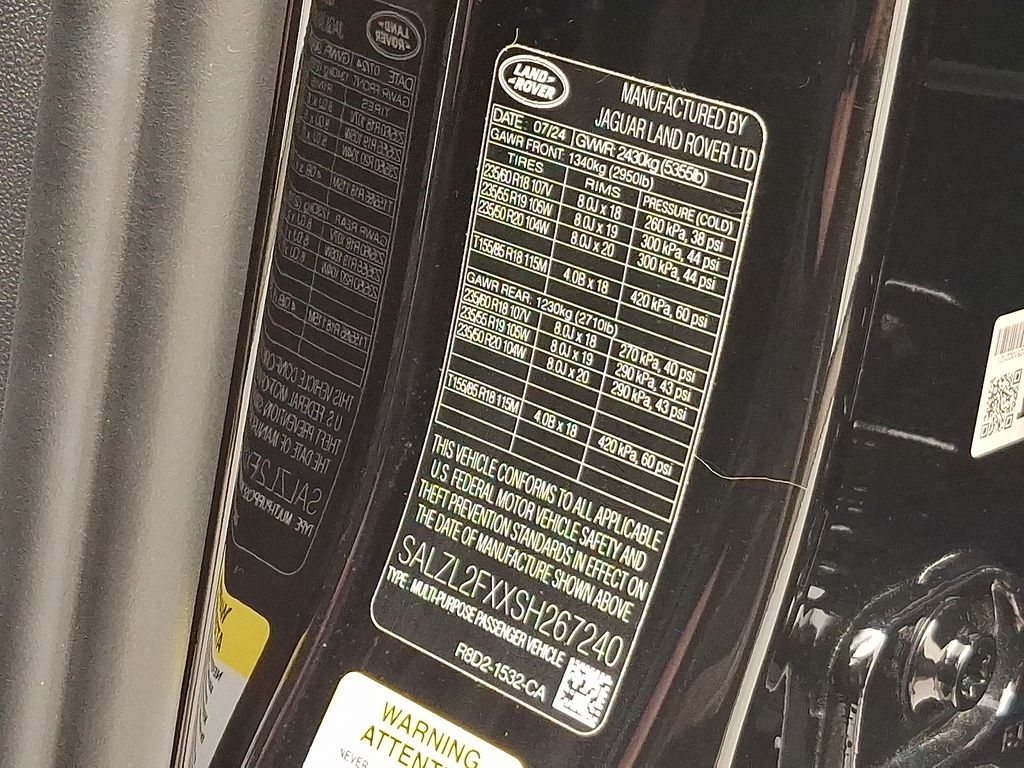 LAND-
-ROVER
MANUFACTURED BY
JAGUAR LAND ROVER LTD
DATE: 07/24 GVWR: 2430kg (5355lb)
GAWR FRONT: 1340kg (2950lb)
TIRES RIMS PRESSURE (COLD)
235/60 R18 107V 8.0J x 18 260 kPa, 38 psi
235/55 R19 105W 8.0J x 19 300 kPa, 44 psi
235/50 R20 104W 8.0J x 20 300 kPa, 44 psi
T155/85 R18 115M 4.0B x 18 420 kPa, 60 psi
GAWR REAR: 1230kg (2710lb)
235/60 R18 107V 8.0J x 18 270 kPa, 40 psi
235/55 R19 105W 8.0J x 19 290 kPa, 43 psi
235/50 R20 104W 8.0J x 20 290 kPa, 43 psi
T155/85 R18 115M 4.0B x 18 420 kPa, 60 psi
THIS VEHICLE CONFORMS TO ALL APPLICABLE
U.S. FEDERAL MOTOR VEHICLE SAFETY AND
THEFT PREVENTION STANDARDS IN EFFECT ON
THE DATE OF MANUFACTURE SHOWN ABOVE
SALZL2FXXSH267240
TYPE: MULTI-PURPOSE PASSENGER VEHICLE
R8D2-1532-CA
WARNING
ATTENT
NEVER